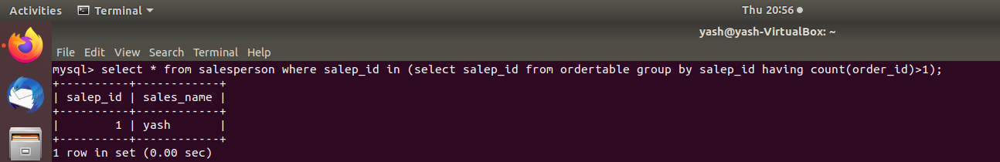 Activities Terminal Thu 20:56
yash@yash-VirtualBox: ~
File Edit View Search Terminal Help
mysql> select * from salesperson where salep_id in (select salep_id from ordertable group by salep_id having count(order_id)>1);
+----------+------------+
| salep_id | sales_name |
+----------+------------+
|        1 | yash       |
+----------+------------+
1 row in set (0.00 sec)